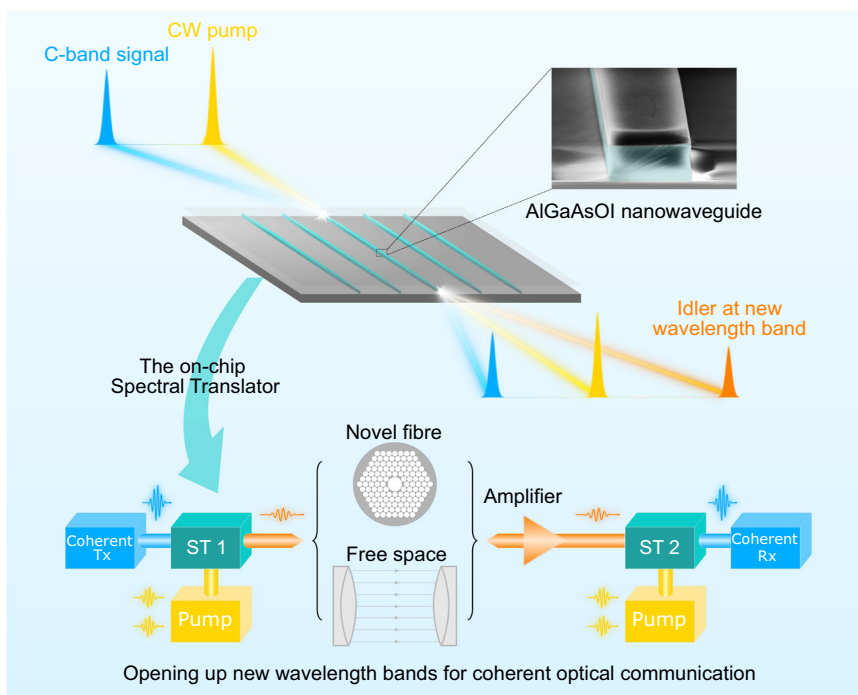 CW pump
C-band signal
AlGaAsOI nanowaveguide
Idler at new
wavelength band
The on-chip
Spectral Translator
Novel fibre
Amplifier
Coherent
Tx
ST 1
Free space
ST 2
Coherent
Rx
Pump
Pump
Opening up new wavelength bands for coherent optical communication